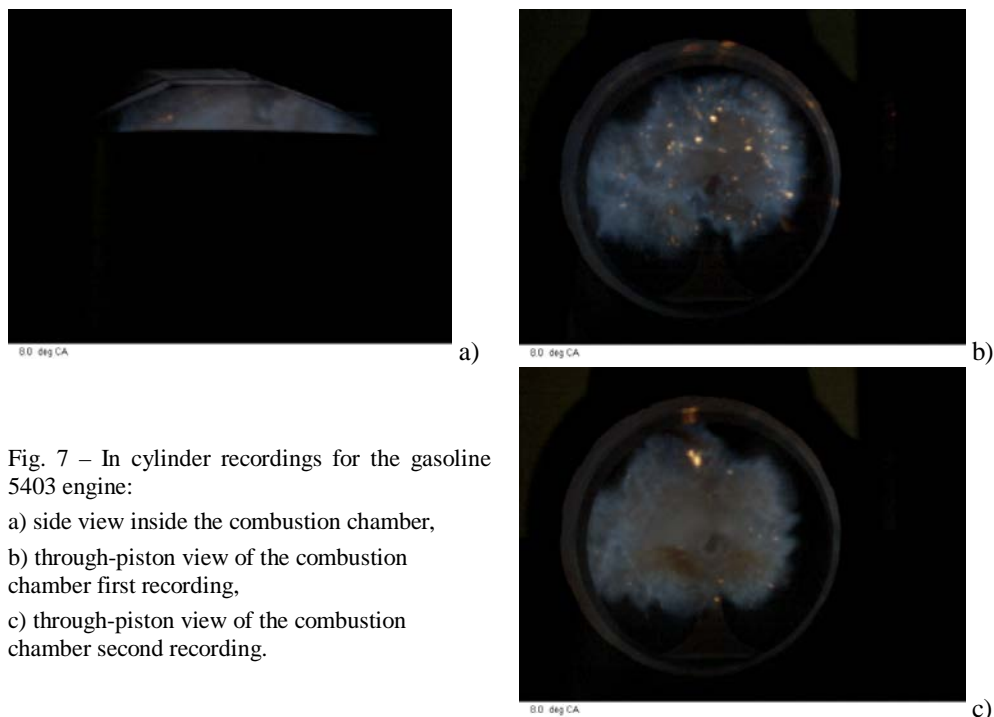 8.0 deg CA
a)
8.0 deg CA
b)
Fig. 7 – In cylinder recordings for the gasoline
5403 engine:
a) side view inside the combustion chamber,
b) through-piston view of the combustion
chamber first recording,
c) through-piston view of the combustion
chamber second recording.
8.0 deg CA
c)